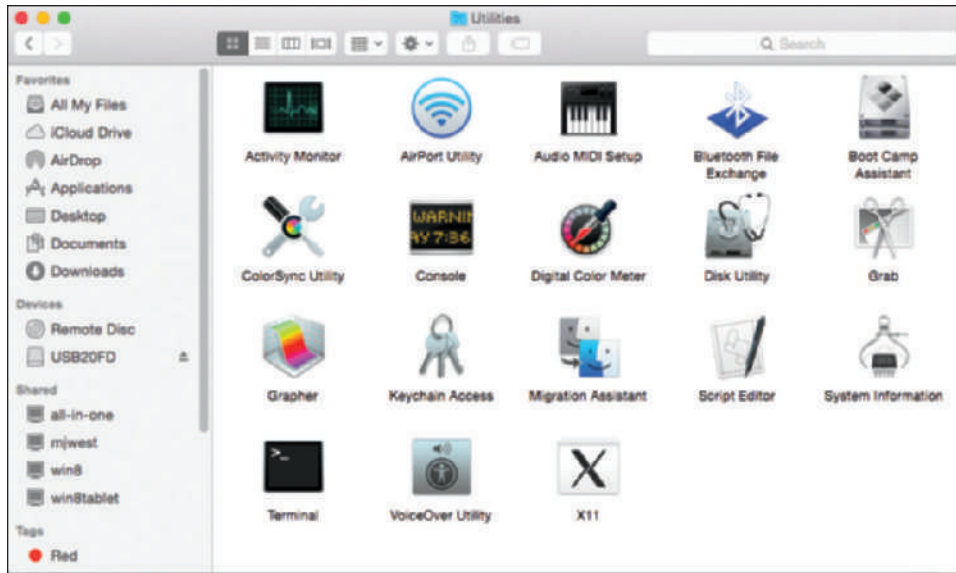 Utilities
Search
Favorites
All My Files
iCloud Drive
AirDrop
Applications
Desktop
Documents
Downloads
Devices
Remote Disc
USB20FD
Shared
all-in-one
mjwest
win8
win8tablet
Tags
Red
Activity Monitor
AirPort Utility
Audio MIDI Setup
Bluetooth File
Exchange
Boot Camp
Assistant
WARNIN
AY 7:36
ColorSync Utility
Console
Digital Color Meter
Disk Utility
Grab
Grapher
Keychain Access
Migration Assistant
Script Editor
System Information
>_
Terminal
VoiceOver Utility
X
X11